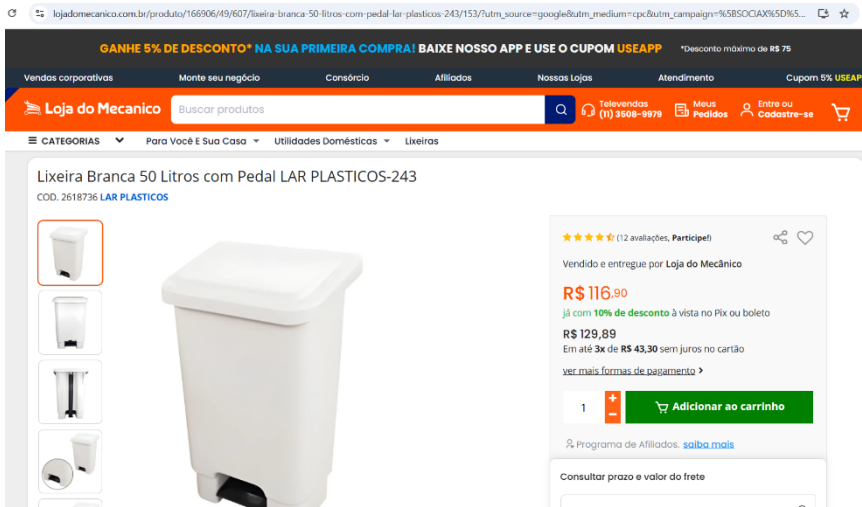 lojadomecanico.com.br/produto/166906/49/607/lixeira-branca-50-litros-com-pedal-lar-plasticos-243/153/?utm_source=google&utm_medium=cpc&utm_campaign=%5BSOCIAX%5D%5...
GANHE 5% DE DESCONTO* NA SUA PRIMEIRA COMPRA! BAIXE NOSSO APP E USE O CUPOM USEAPP *Desconto máximo de R$ 75
Vendas corporativas Monte seu negócio Consórcio Afiliados Nossas Lojas Atendimento Cupom 5% USEAP
Loja do Mecanico Buscar produtos Televendas (11) 3508-9979 Meus Pedidos Entre ou Cadastre-se
CATEGORIAS Para Você E Sua Casa Utilidades Domésticas Lixeiras
Lixeira Branca 50 Litros com Pedal LAR PLASTICOS-243
COD. 2618736 LAR PLASTICOS
(12 avaliações, Participe!)
Vendido e entregue por Loja do Mecânico
R$ 116,90
já com 10% de desconto à vista no Pix ou boleto
R$ 129,89
Em até 3x de R$ 43,30 sem juros no cartão
ver mais formas de pagamento
1 + − Adicionar ao carrinho
Programa de Afiliados. saiba mais
Consultar prazo e valor do frete